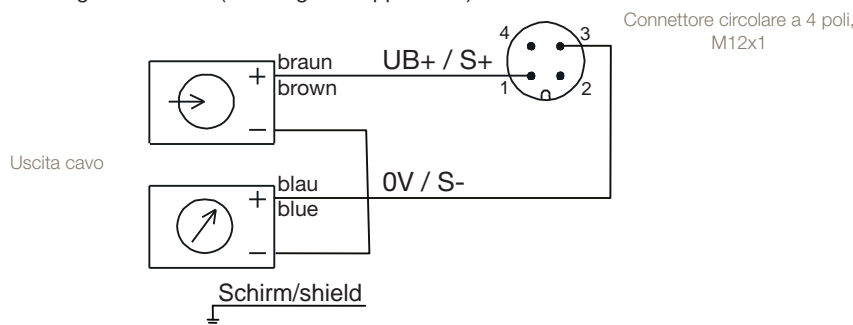 Connettore circolare a 4 poli,
M12x1
4 3
braun UB+ / S+
+
brown 1 2
–
Uscita cavo
blau 0V / S-
+
blue
–
Schirm/shield